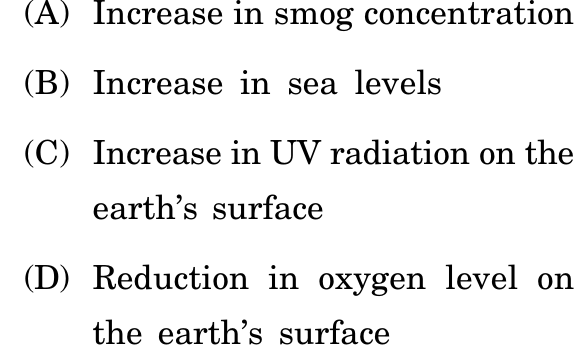 (A) Increase in smog concentration
(B) Increase in sea levels
(C) Increase in UV radiation on the
earth's surface
(D) Reduction in oxygen level on
the earth's surface